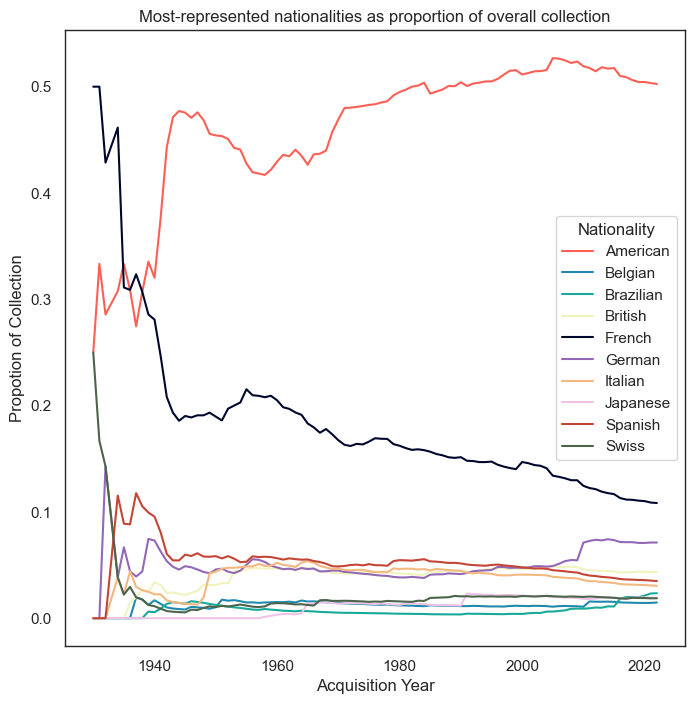 Most-represented nationalities as proportion of overall collection
Propotion of Collection
0.5
0.4
0.3
0.2
0.1
0.0
Nationality
American
Belgian
Brazilian
British
French
German
Italian
Japanese
Spanish
Swiss
1940 1960 1980 2000 2020
Acquisition Year